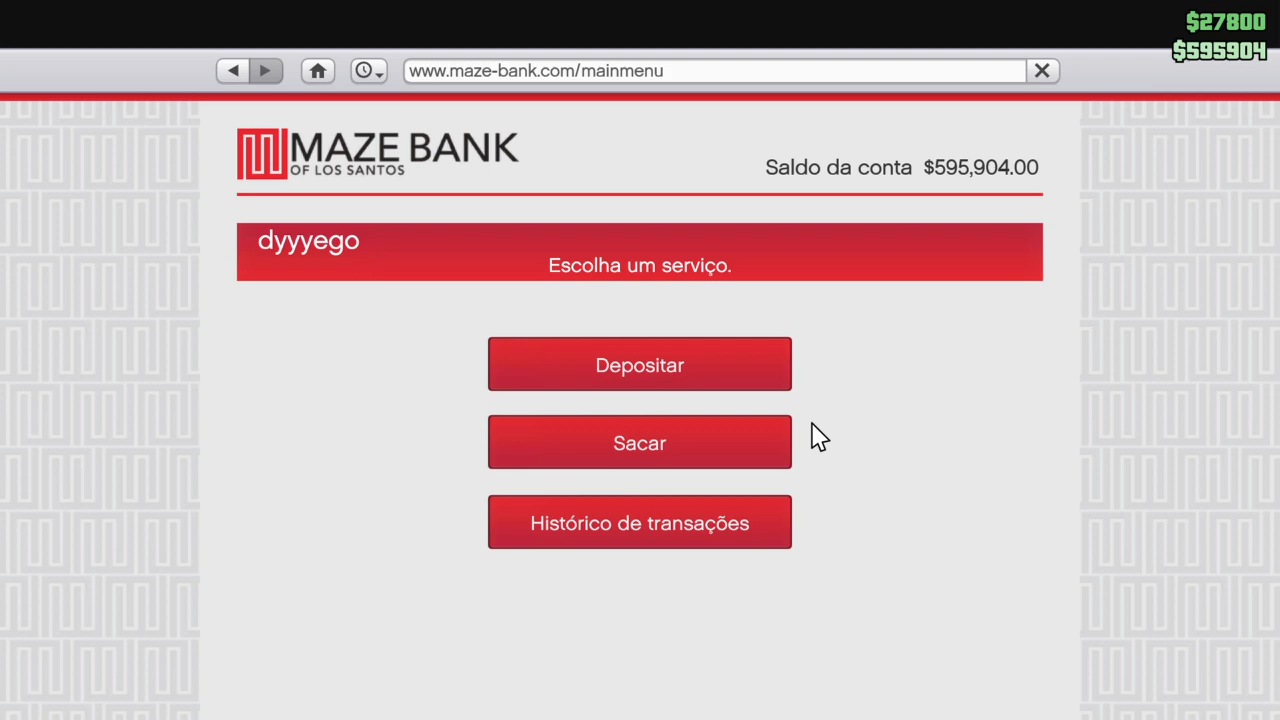 $27800
$595904
www.maze-bank.com/mainmenu
MAZE BANK
OF LOS SANTOS
Saldo da conta $595,904.00
dyyyego
Escolha um serviço.
Depositar
Sacar
Histórico de transações